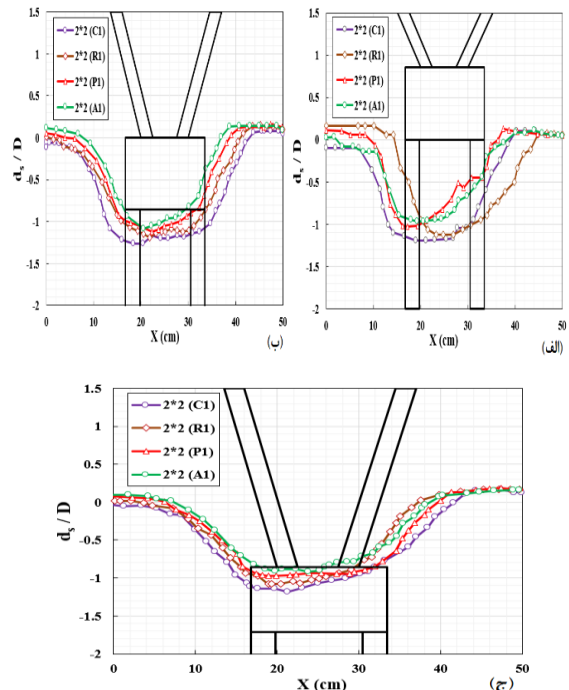 1.5
1
0.5
0
-0.5
-1
-1.5
-2
dₛ / D
2*2 (C1)
2*2 (R1)
2*2 (P1)
2*2 (A1)
0 10 20 30 40 50
X (cm)
(ب)
1.5
1
0.5
0
-0.5
-1
-1.5
-2
dₛ / D
2*2 (C1)
2*2 (R1)
2*2 (P1)
2*2 (A1)
0 10 20 30 40 50
X (cm)
(الف)
1.5
1
0.5
0
-0.5
-1
-1.5
-2
dₛ / D
2*2 (C1)
2*2 (R1)
2*2 (P1)
2*2 (A1)
0 10 20 30 40 50
X (cm)
(ج)